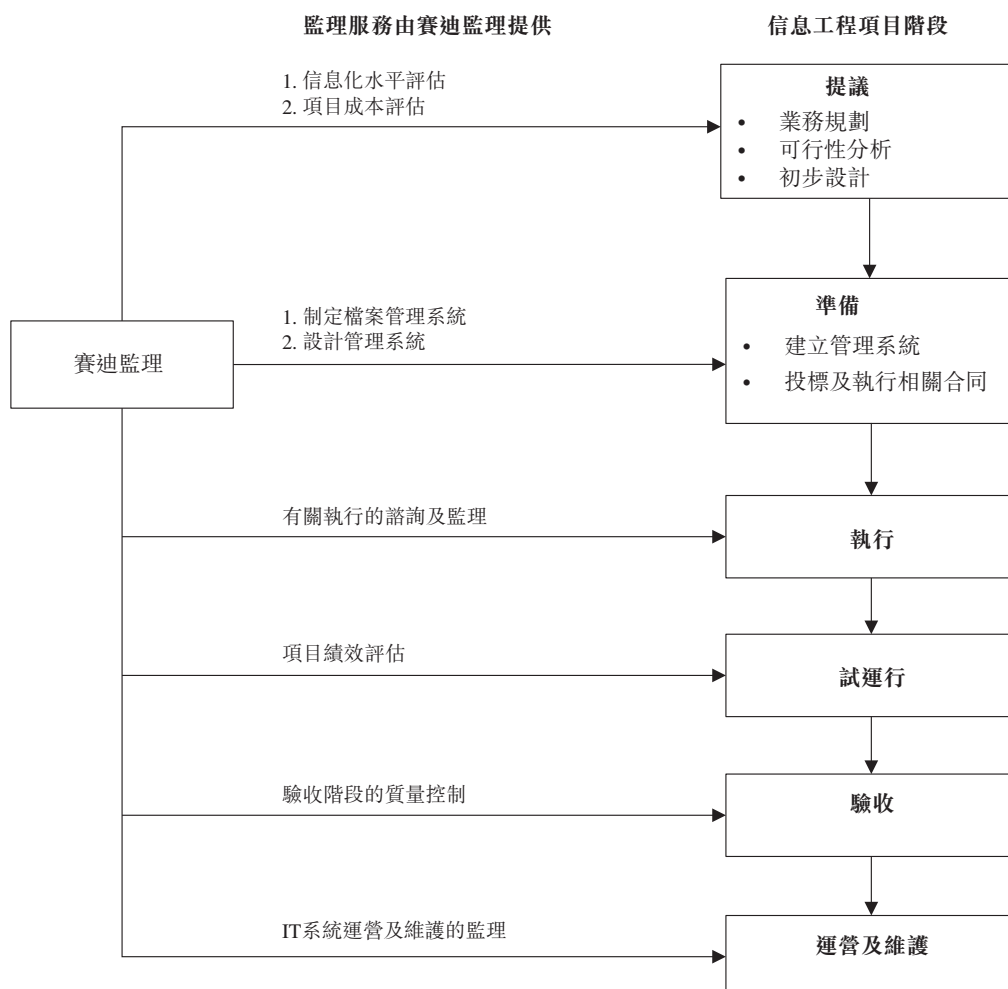 監理服務由賽迪監理提供
信息工程項目階段
1. 信息化水平評估
2. 項目成本評估
提議
• 業務規劃
• 可行性分析
• 初步設計
賽迪監理
1. 制定檔案管理系統
2. 設計管理系統
準備
• 建立管理系統
• 投標及執行相關合同
有關執行的諮詢及監理
執行
項目績效評估
試運行
驗收階段的質量控制
驗收
IT系統運營及維護的監理
運營及維護